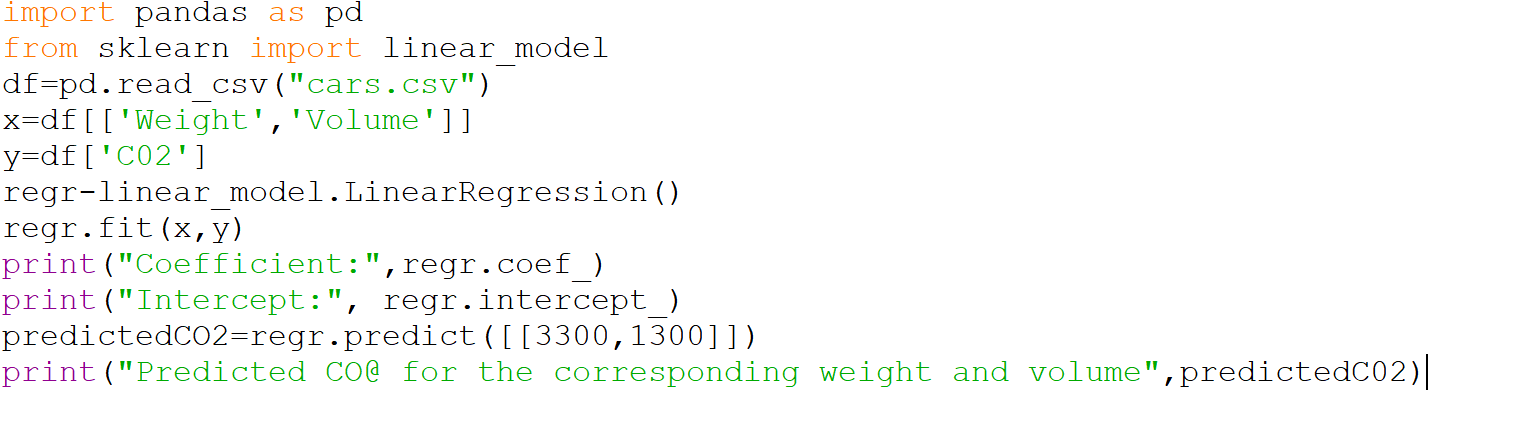 import pandas as pd
from sklearn import linear_model
df=pd.read_csv("cars.csv")
x=df[['Weight','Volume']]
y=df['C02']
regr-linear_model.LinearRegression()
regr.fit(x,y)
print("Coefficient:",regr.coef_)
print("Intercept:", regr.intercept_)
predictedCO2=regr.predict([[3300,1300]])
print("Predicted CO@ for the corresponding weight and volume",predictedC02)